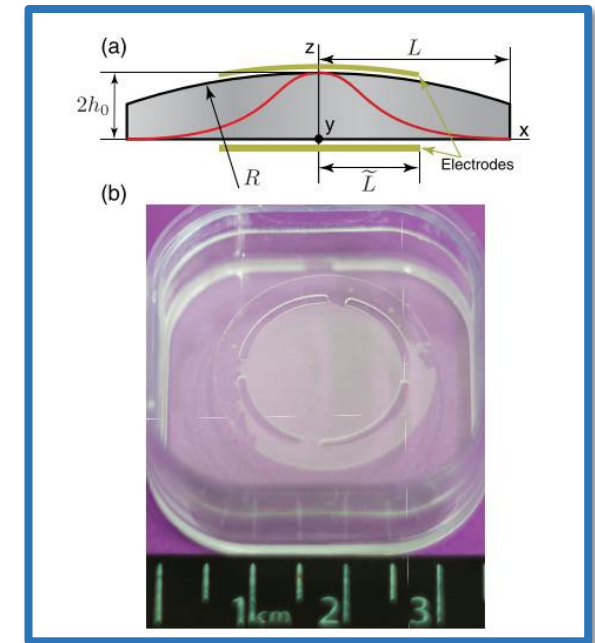 (a)
z
L
2h₀
y
x
Electrodes
R
L̃
(b)
1 cm 2 3